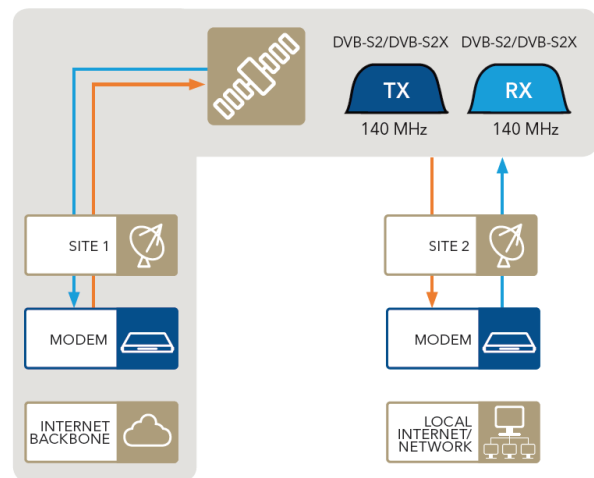 DVB-S2/DVB-S2X DVB-S2/DVB-S2X
TX RX
140 MHz 140 MHz
SITE 1
SITE 2
MODEM
MODEM
INTERNET
BACKBONE
LOCAL
INTERNET/
NETWORK